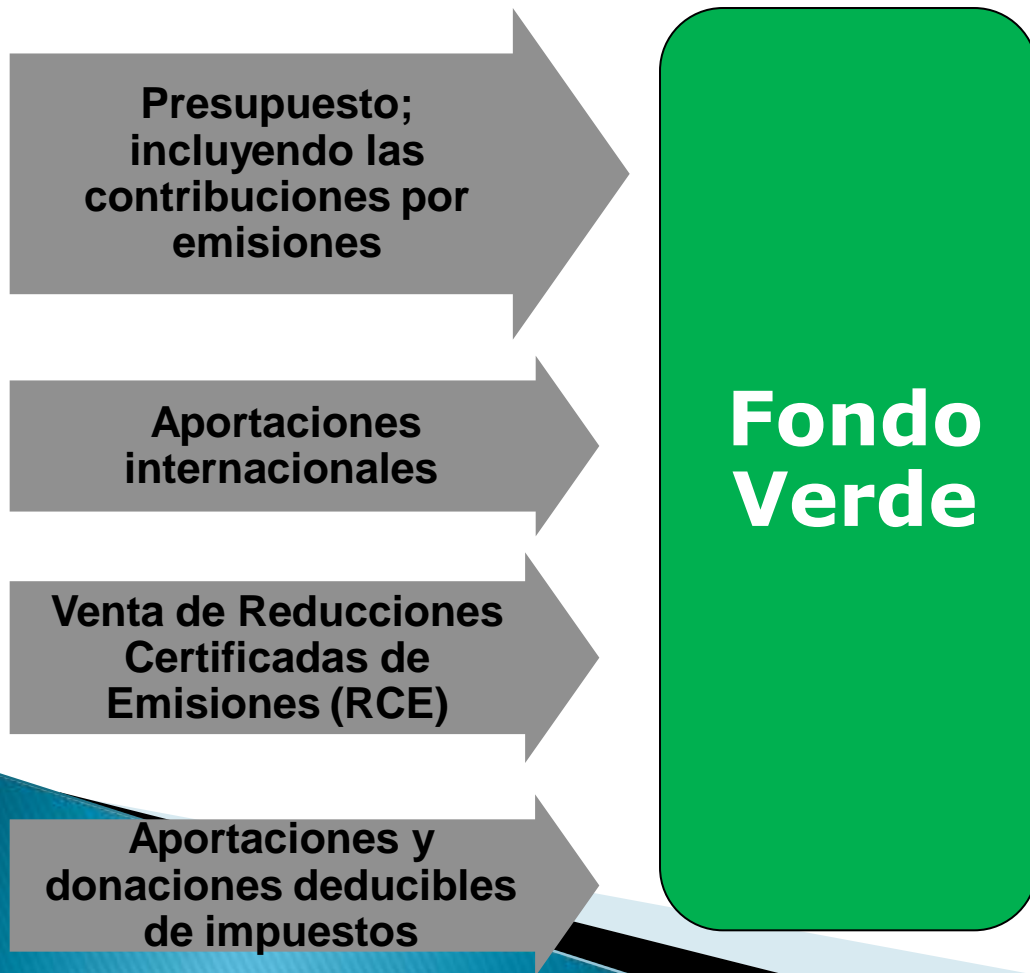 Presupuesto;
incluyendo las
contribuciones por
emisiones
Aportaciones
internacionales
Venta de Reducciones
Certificadas de
Emisiones (RCE)
Aportaciones y
donaciones deducibles
de impuestos
Fondo
Verde